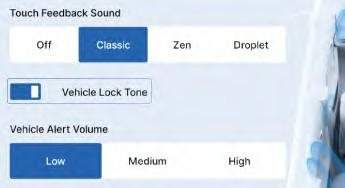 Touch Feedback Sound
Off Classic Zen Droplet
Vehicle Lock Tone
Vehicle Alert Volume
Low Medium High